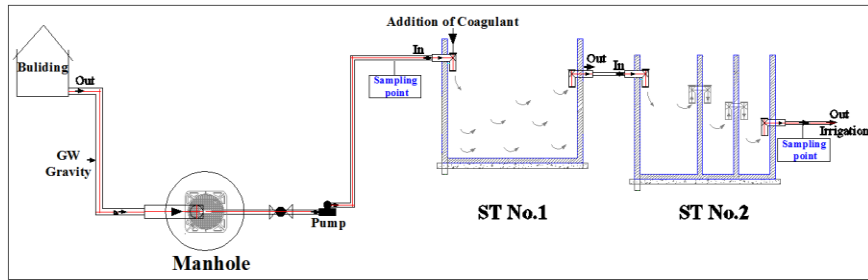 Addition of Coagulant
Buliding
Out
In
Sampling
point
Out
In
GW
Gravity
Pump
Manhole
ST No.1
ST No.2
Out
Irrigation
Sampling
point